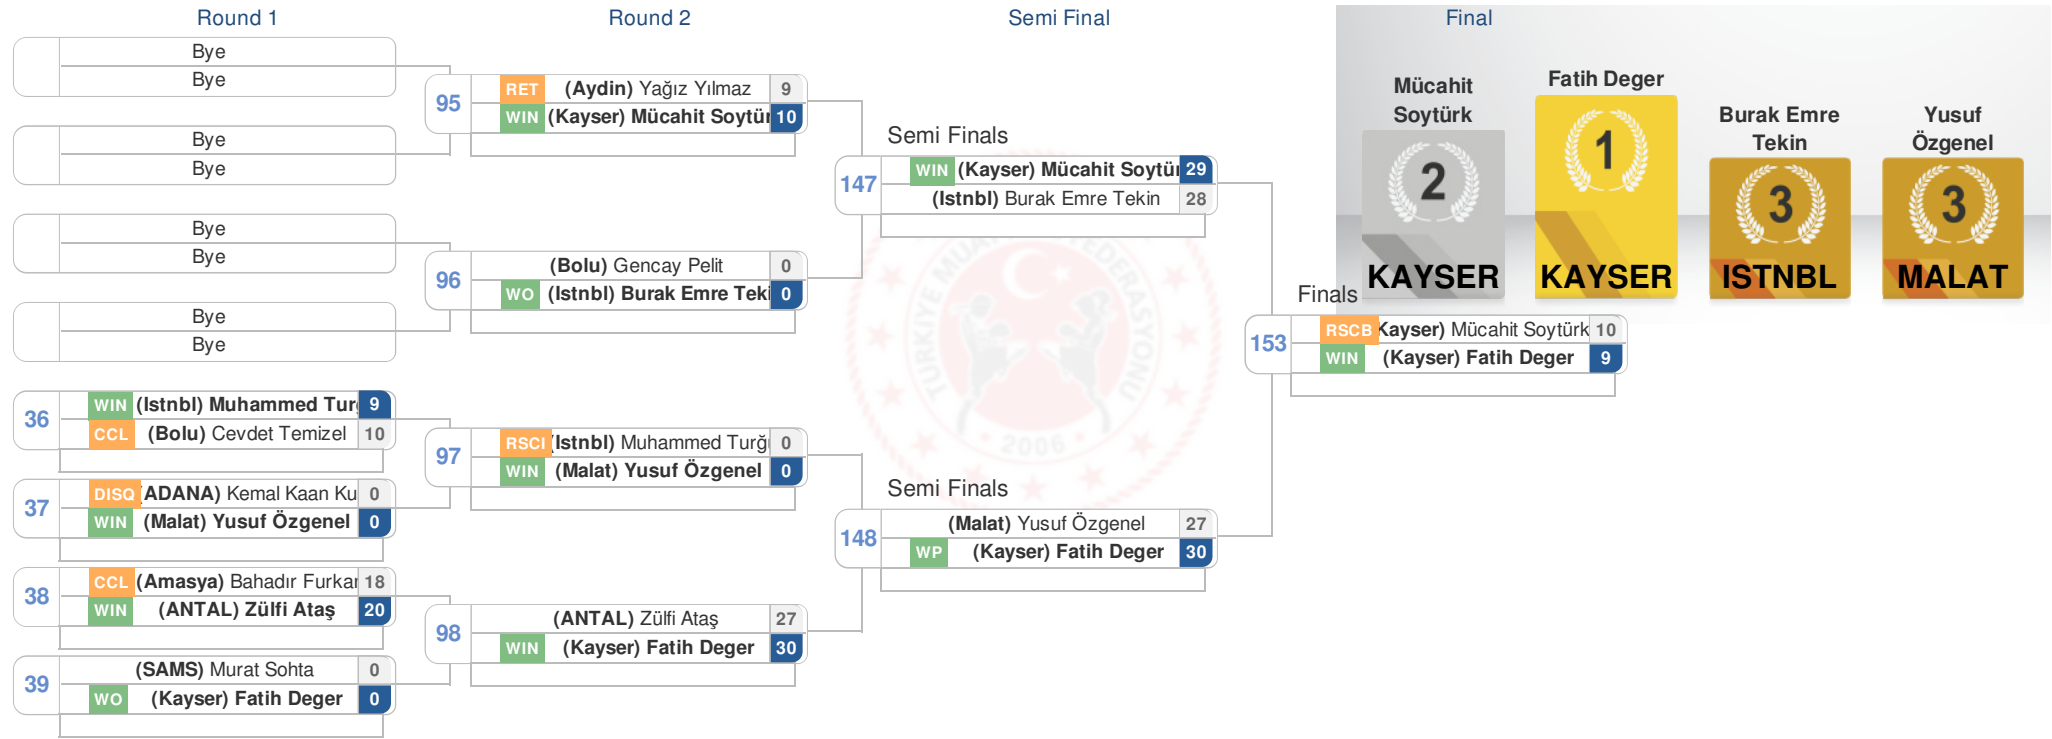 Round 1
Round 2
Semi Final
Final
Bye
Bye
Bye
Bye
Bye
Bye
Bye
Bye
36
WIN (Istnbl) Muhammed Tur 9
CCL (Bolu) Cevdet Temizel 10
37
DISQ (ADANA) Kemal Kaan Ku 0
WIN (Malat) Yusuf Özgenel 0
38
CCL (Amasya) Bahadır Furkan 18
WIN (ANTAL) Zülfi Ataş 20
39
(SAMS) Murat Sohta 0
WO (Kayser) Fatih Deger 0
95
RET (Aydin) Yağız Yılmaz 9
WIN (Kayser) Mücahit Soytür 10
96
(Bolu) Gencay Pelit 0
WO (Istnbl) Burak Emre Teki 0
97
RSCI (Istnbl) Muhammed Turğ 0
WIN (Malat) Yusuf Özgenel 0
98
(ANTAL) Zülfi Ataş 27
WIN (Kayser) Fatih Deger 30
Semi Finals
147
WIN (Kayser) Mücahit Soytür 29
(Istnbl) Burak Emre Tekin 28
Semi Finals
148
(Malat) Yusuf Özgenel 27
WP (Kayser) Fatih Deger 30
Finals
153
RSCB Kayser) Mücahit Soytürk 10
WIN (Kayser) Fatih Deger 9
Mücahit
Soytürk
2
KAYSER
Fatih Deger
1
KAYSER
Burak Emre
Tekin
3
ISTNBL
Yusuf
Özgenel
3
MALAT
TÜRKİYE MUAY
FEDERASYONU
2006